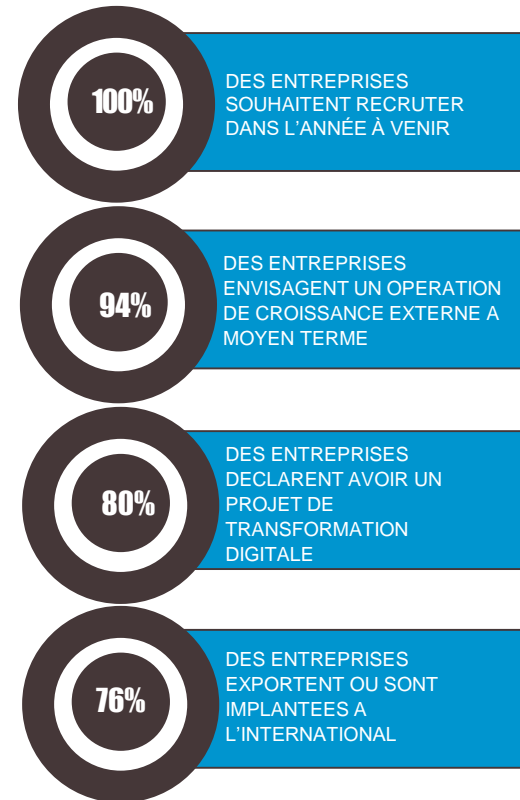 100%
DES ENTREPRISES
SOUHAITENT RECRUTER
DANS L'ANNÉE À VENIR
94%
DES ENTREPRISES
ENVISAGENT UN OPERATION
DE CROISSANCE EXTERNE A
MOYEN TERME
80%
DES ENTREPRISES
DECLARENT AVOIR UN
PROJET DE
TRANSFORMATION
DIGITALE
76%
DES ENTREPRISES
EXPORTENT OU SONT
IMPLANTEES A
L'INTERNATIONAL